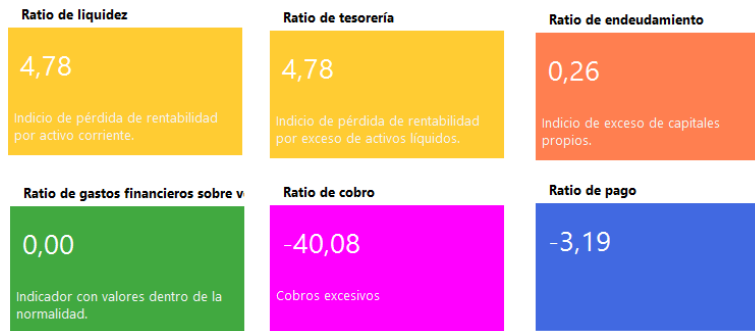 Ratio de liquidez
4,78
Indicio de pérdida de rentabilidad
por activo corriente.
Ratio de tesorería
4,78
Indicio de pérdida de rentabilidad
por exceso de activos líquidos.
Ratio de endeudamiento
0,26
Indicio de exceso de capitales
propios.
Ratio de gastos financieros sobre v
0,00
Indicador con valores dentro de la
normalidad.
Ratio de cobro
-40,08
Cobros excesivos
Ratio de pago
-3,19